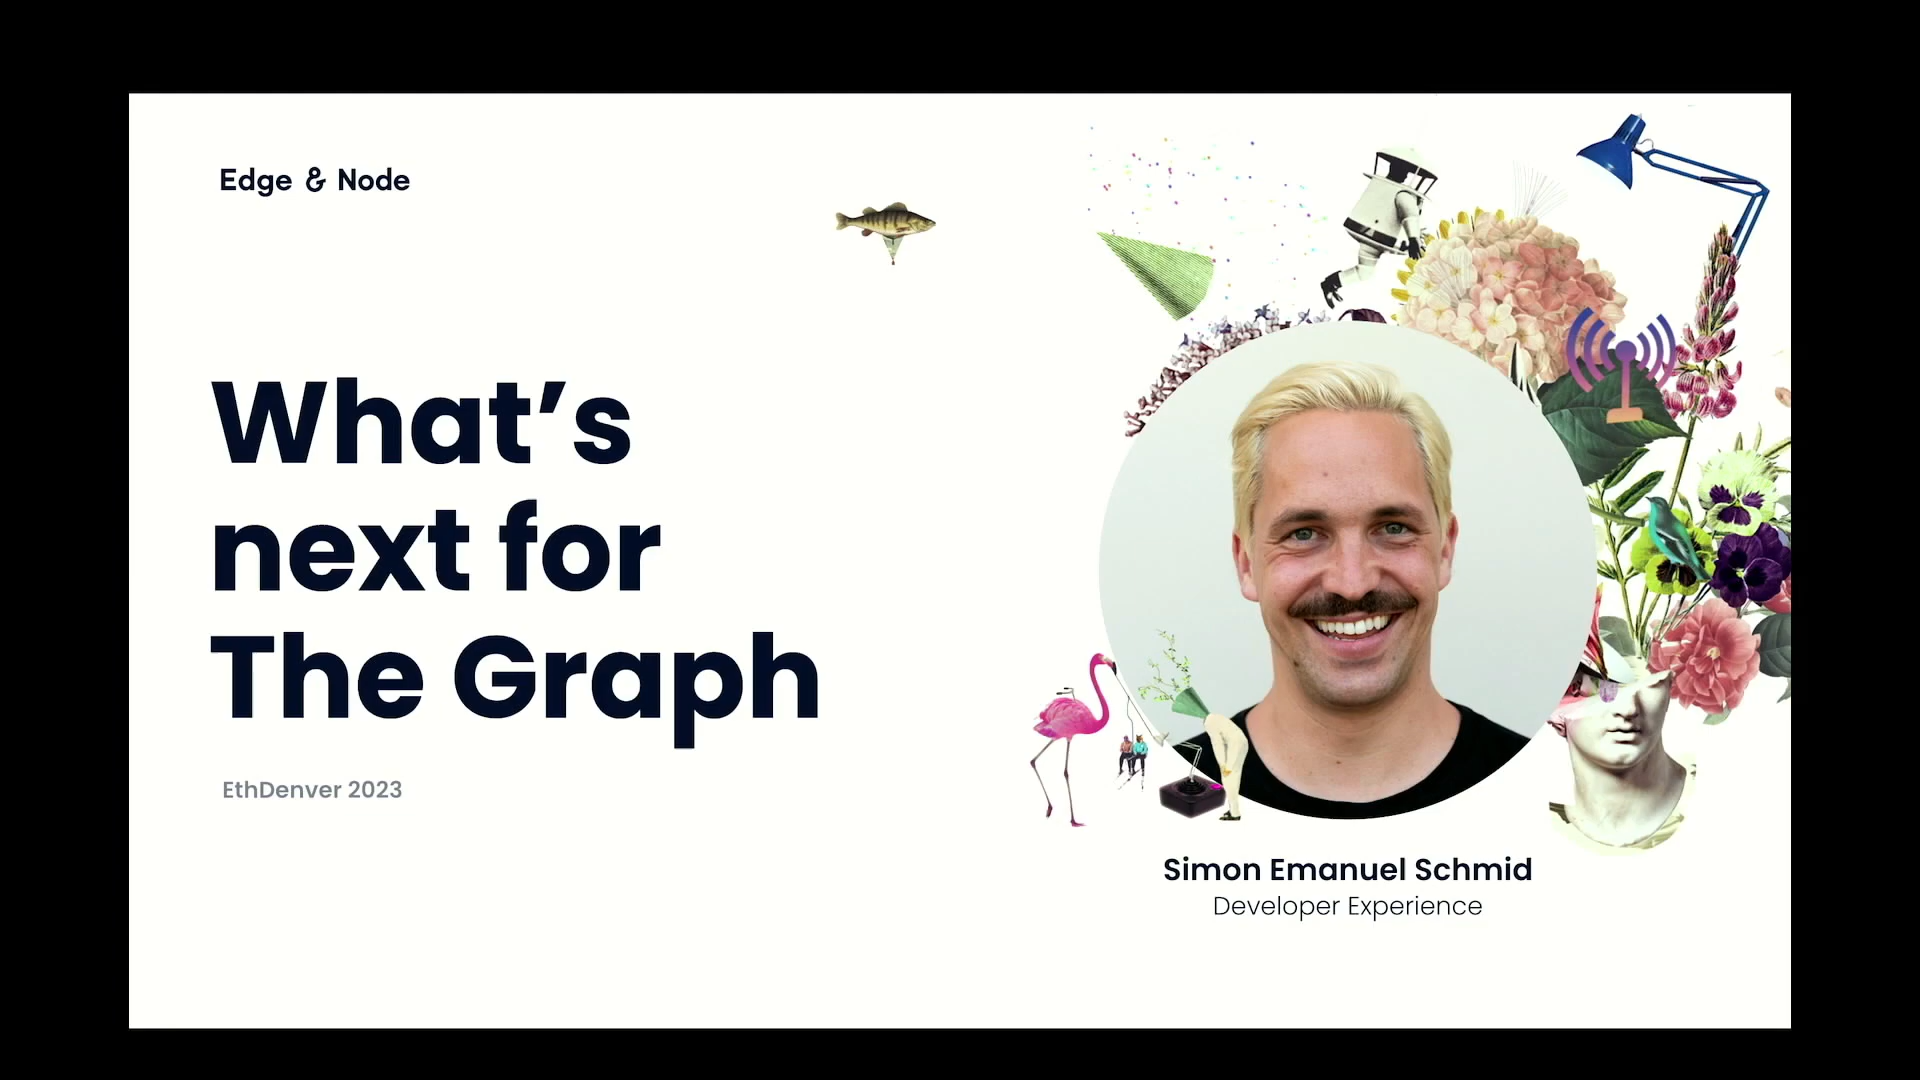 Edge & Node
What’s
next for
The Graph
EthDenver 2023
Simon Emanuel Schmid
Developer Experience